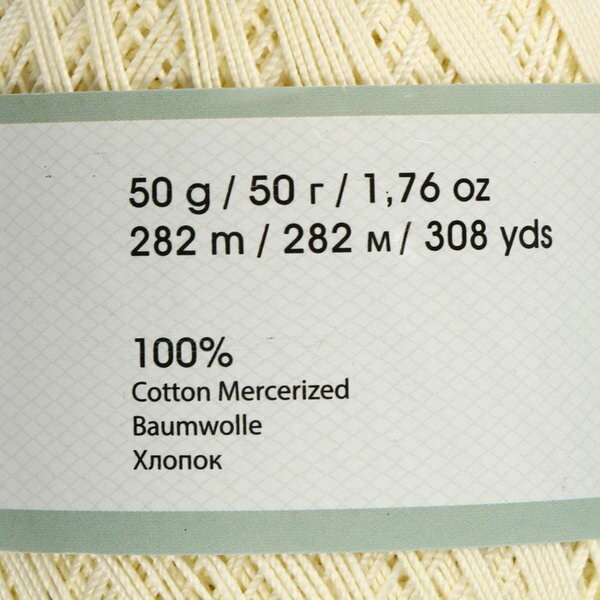 50 g / 50 г / 1,76 oz
282 m / 282 м / 308 yds
100%
Cotton Mercerized
Baumwolle
Хлопок